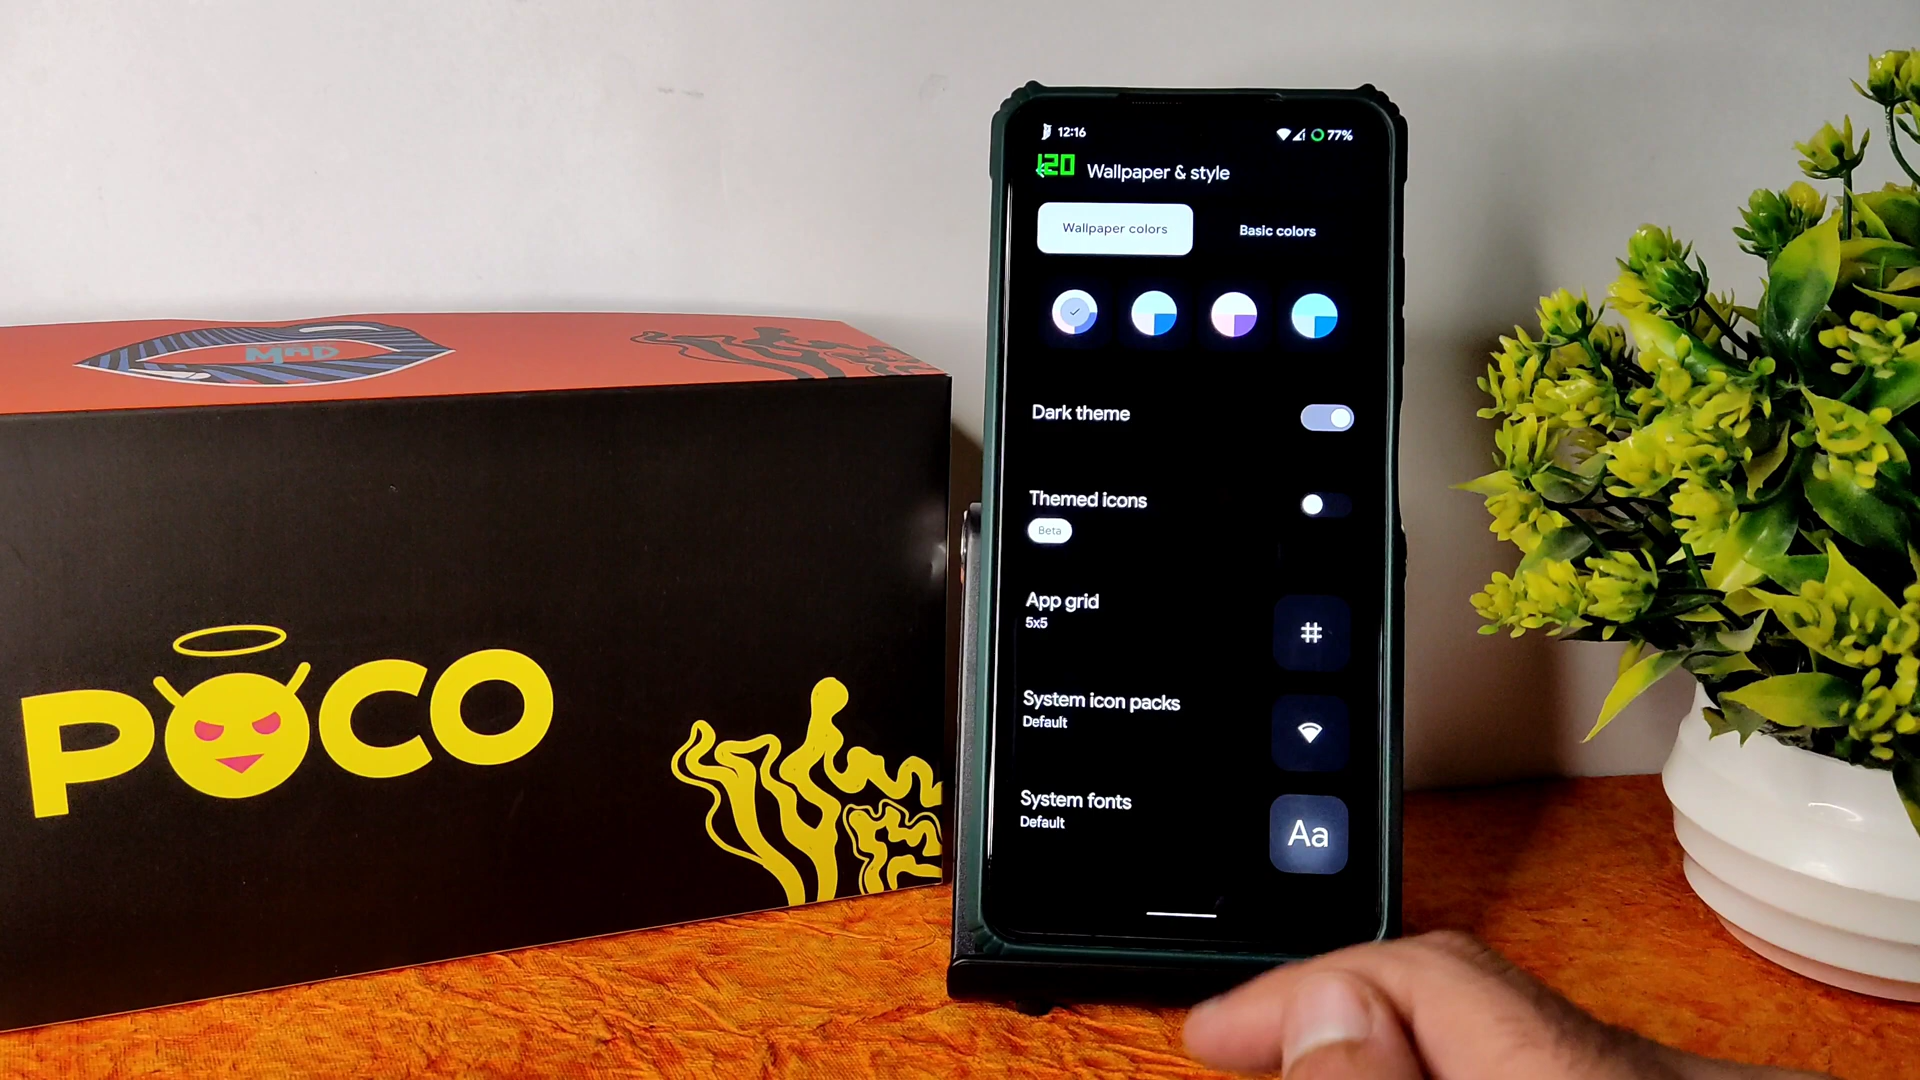 MnD
POCO
12:16
77%
120
Wallpaper & style
Wallpaper colors
Basic colors
Dark theme
Themed icons
Beta
App grid
5x5
#
System icon packs
Default
System fonts
Default
Aa